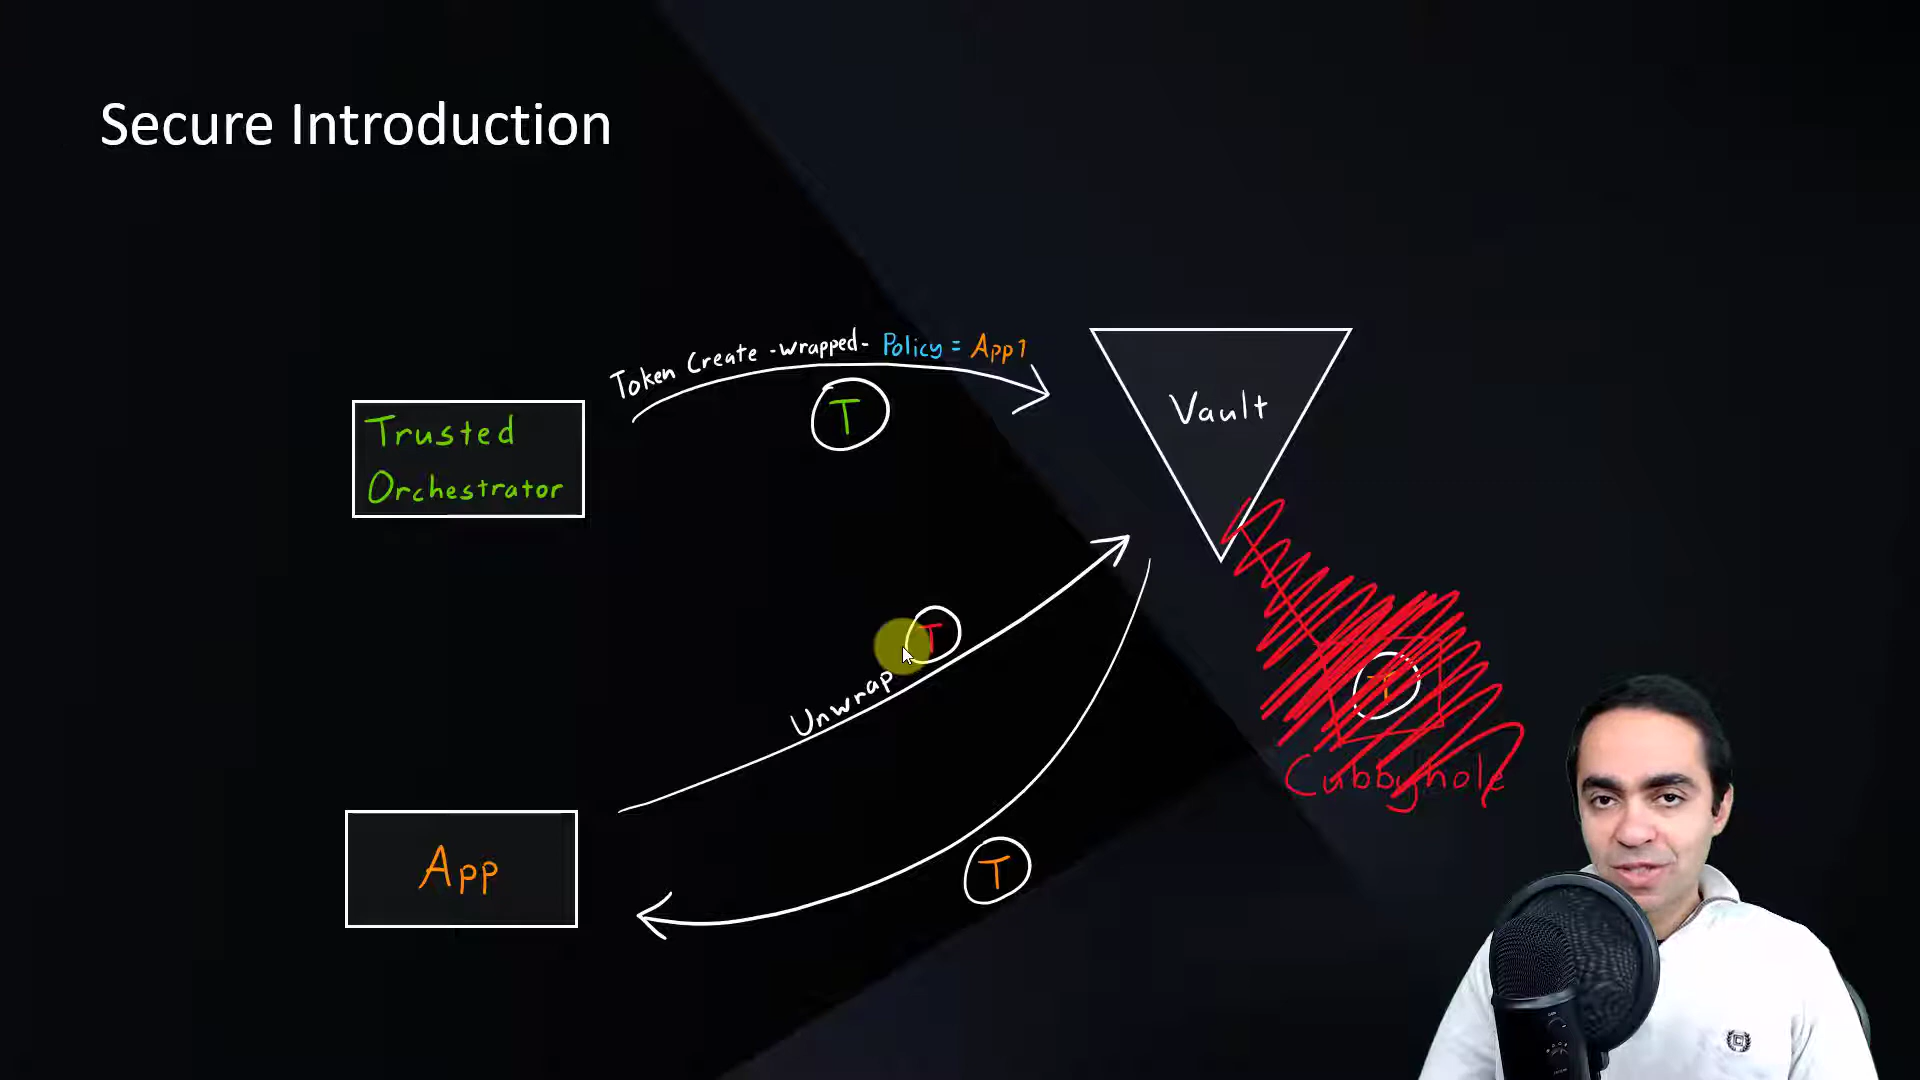 Secure Introduction
Token Create -wrapped- Policy = App1
T
Vault
Trusted
Orchestrator
T
Unwrap
T
Cubbyhole
App
T